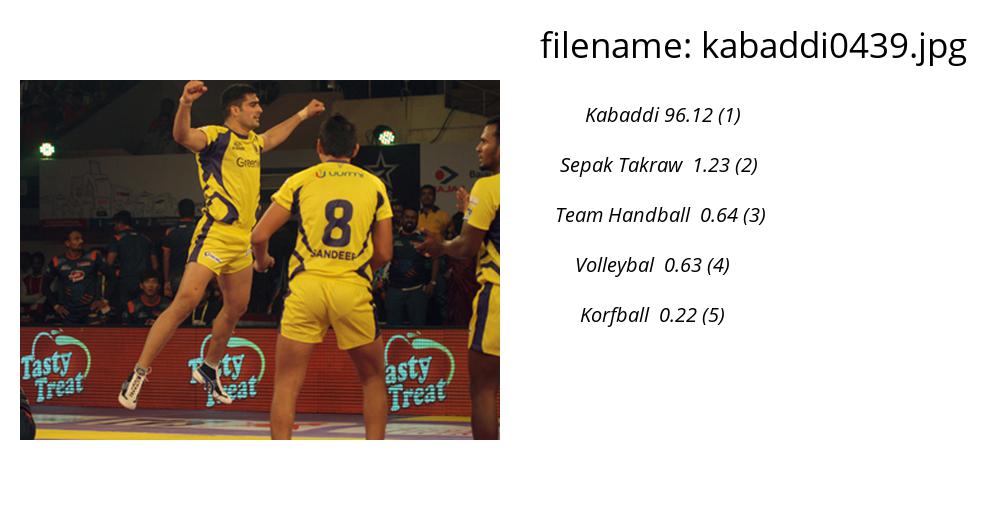 filename: kabaddi0439.jpg
Kabaddi 96.12 (1)
Sepak Takraw 1.23 (2)
Team Handball 0.64 (3)
Volleybal 0.63 (4)
Korfball 0.22 (5)
8
SANDEEP
Tasty
Treat
Tasty
Treat
Tasty
Treat